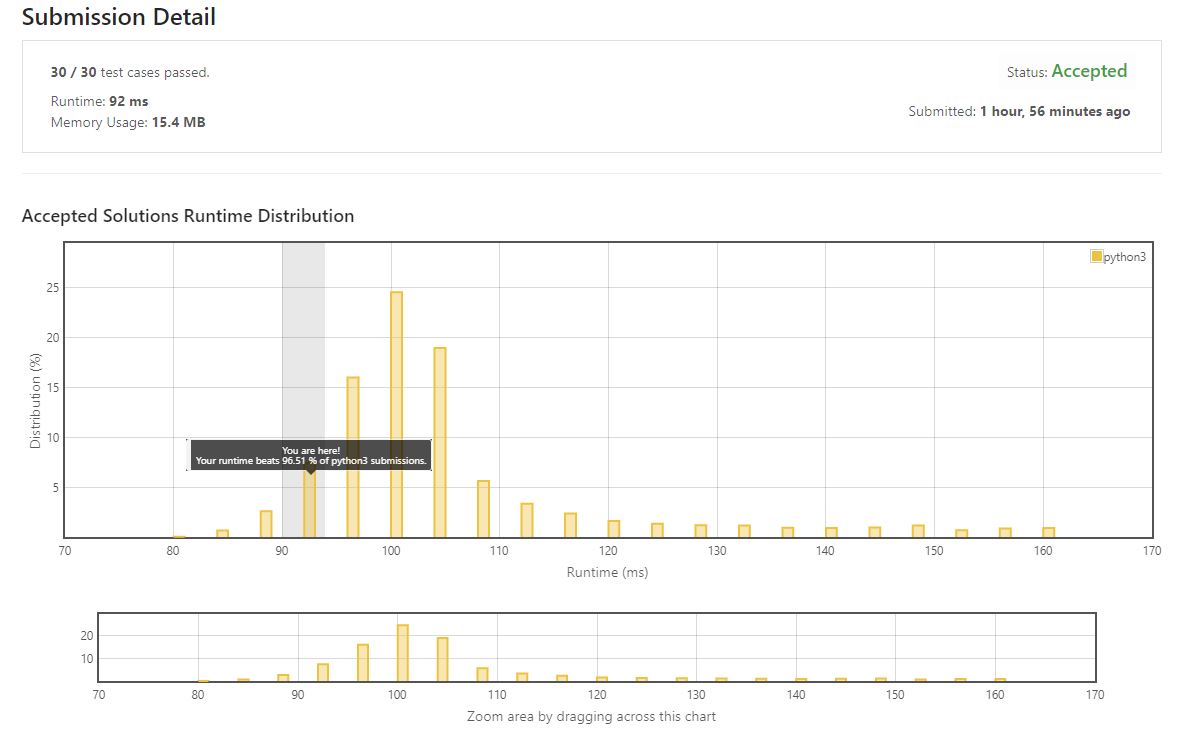 Submission Detail
30 / 30 test cases passed.
Status: Accepted
Runtime: 92 ms
Memory Usage: 15.4 MB
Submitted: 1 hour, 56 minutes ago
Accepted Solutions Runtime Distribution
python3
25
20
15
10
5
Distribution (%)
You are here!
Your runtime beats 96.51 % of python3 submissions.
70 80 90 100 110 120 130 140 150 160 170
Runtime (ms)
20
10
70 80 90 100 110 120 130 140 150 160 170
Zoom area by dragging across this chart